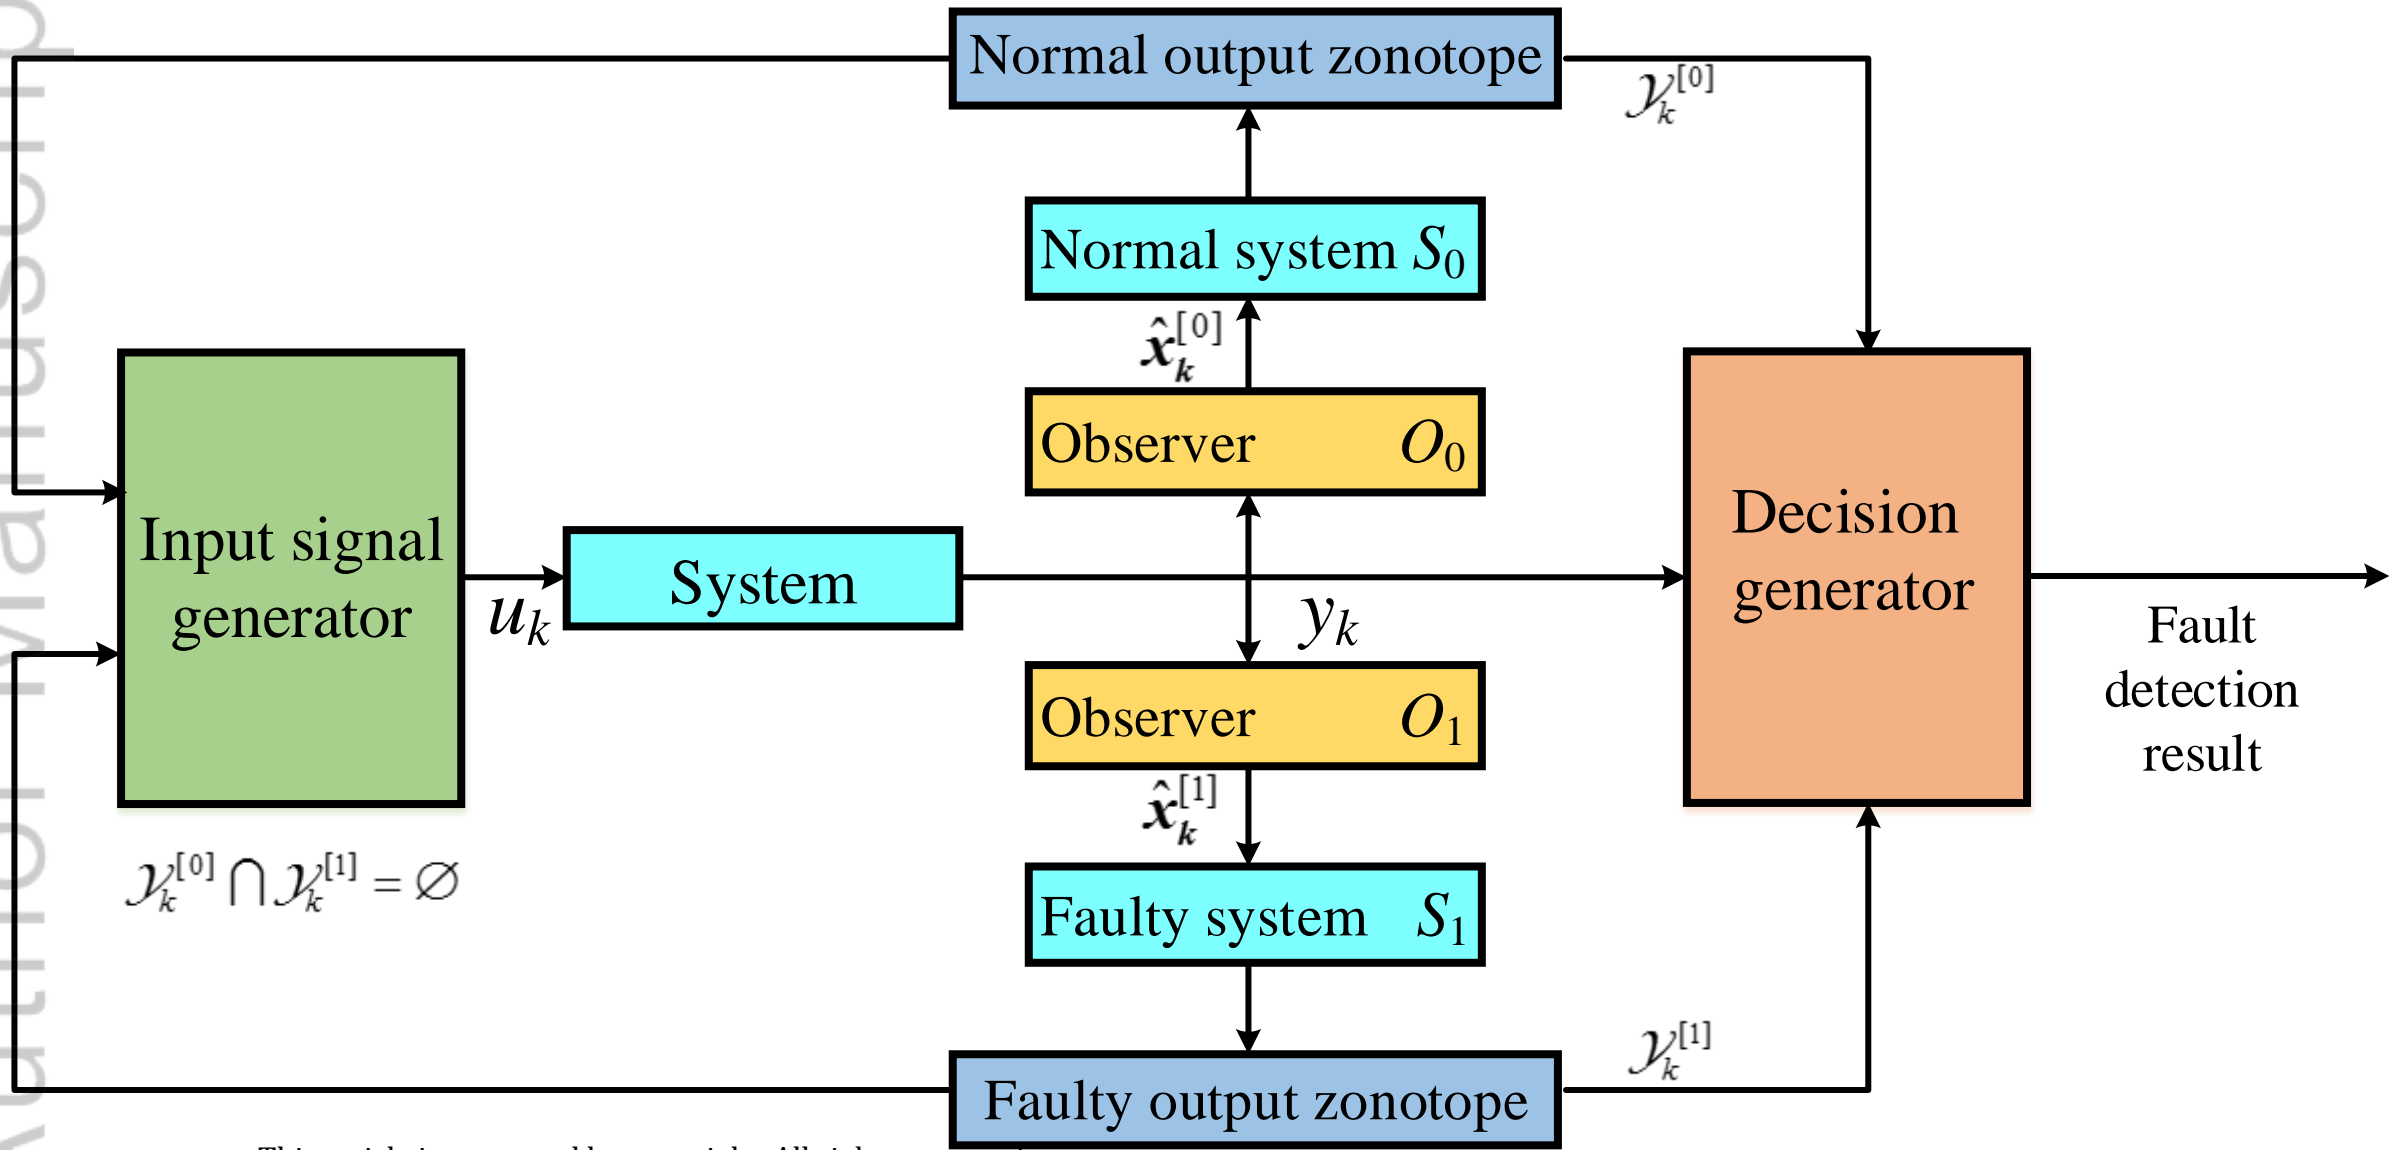 Normal output zonotope
𝒴_k^[0]
Normal system S_0
x̂_k^[0]
Observer O_0
Input signal
generator
u_k
System
y_k
Decision
generator
Fault
detection
result
Observer O_1
x̂_k^[1]
𝒴_k^[0] ⋂ 𝒴_k^[1] = ∅
Faulty system S_1
𝒴_k^[1]
Faulty output zonotope
Author Manuscrip